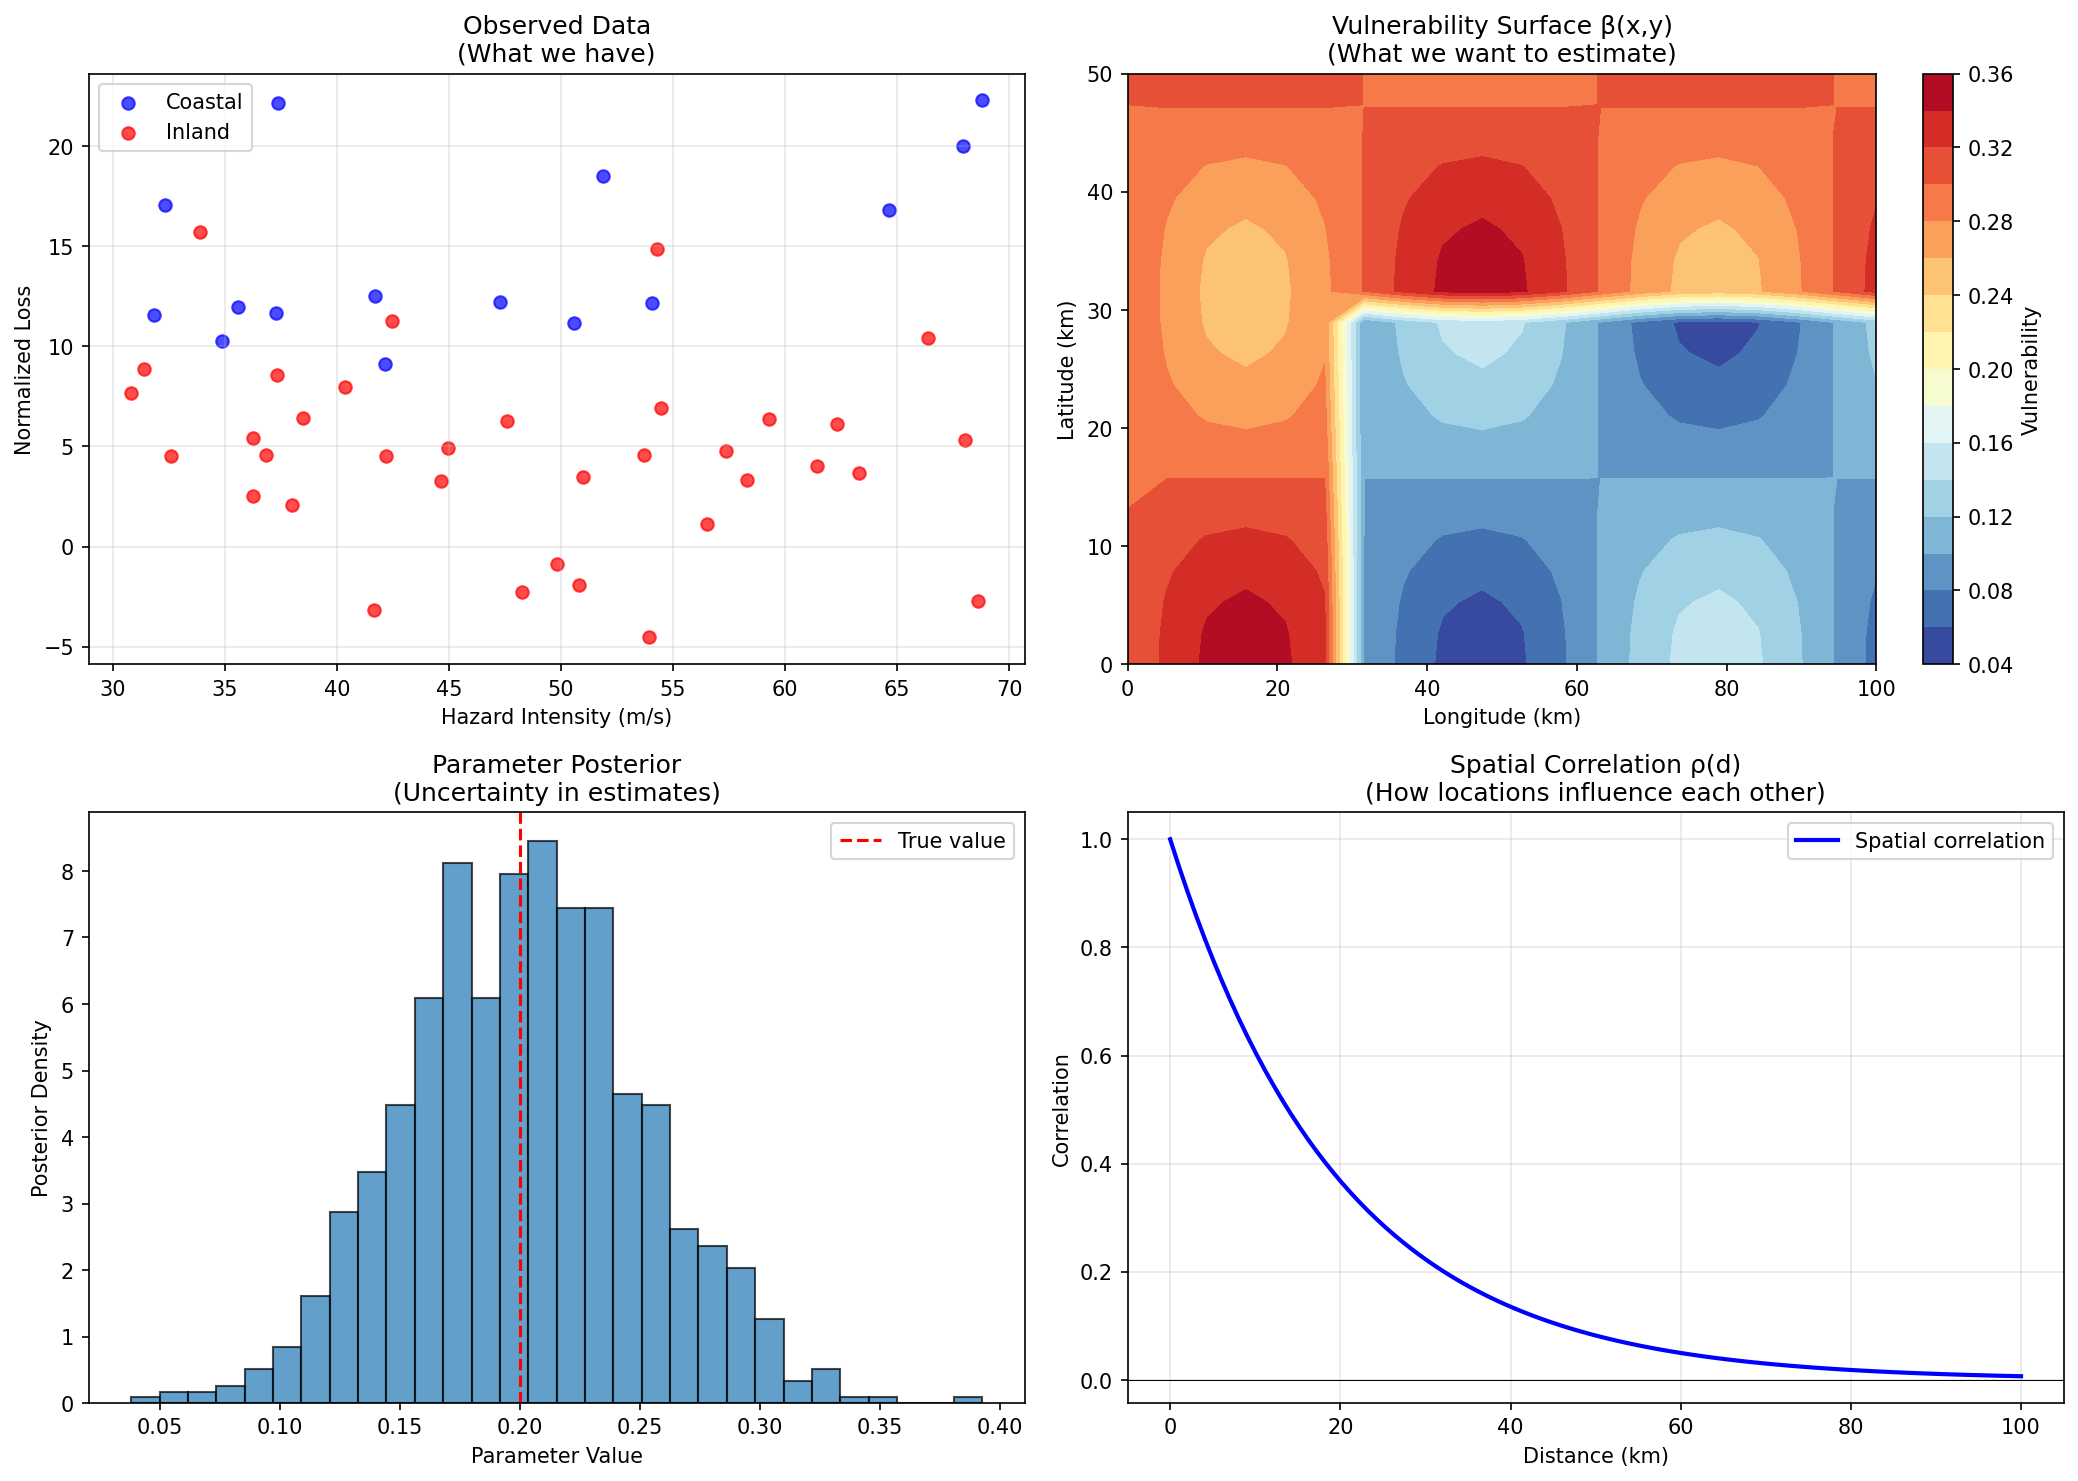 Observed Data
(What we have)
Coastal
Inland
20
15
10
5
0
−5
Normalized Loss
30 35 40 45 50 55 60 65 70
Hazard Intensity (m/s)
Vulnerability Surface β(x,y)
(What we want to estimate)
50
40
30
20
10
0
Latitude (km)
0 20 40 60 80 100
Longitude (km)
0.36
0.32
0.28
0.24
0.20
0.16
0.12
0.08
0.04
Vulnerability
Parameter Posterior
(Uncertainty in estimates)
True value
8
7
6
5
4
3
2
1
0
Posterior Density
0.05 0.10 0.15 0.20 0.25 0.30 0.35 0.40
Parameter Value
Spatial Correlation ρ(d)
(How locations influence each other)
Spatial correlation
1.0
0.8
0.6
0.4
0.2
0.0
Correlation
0 20 40 60 80 100
Distance (km)